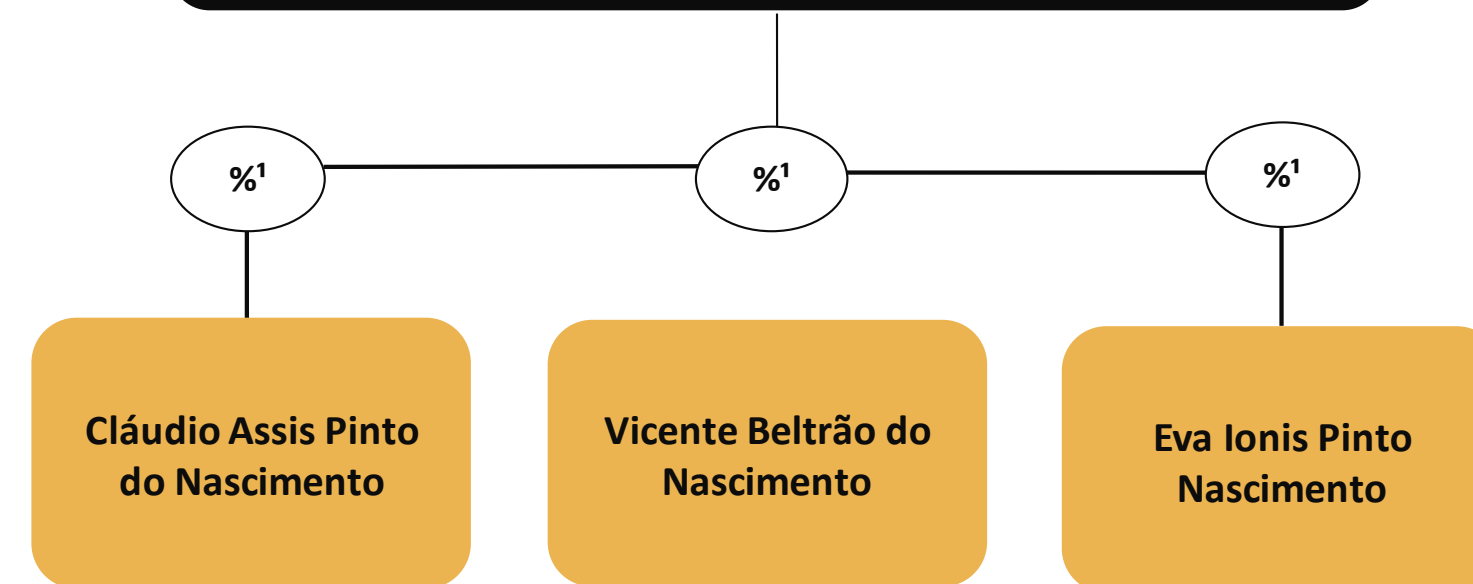 %¹
%¹
%¹
Cláudio Assis Pinto
do Nascimento
Vicente Beltrão do
Nascimento
Eva Ionis Pinto
Nascimento